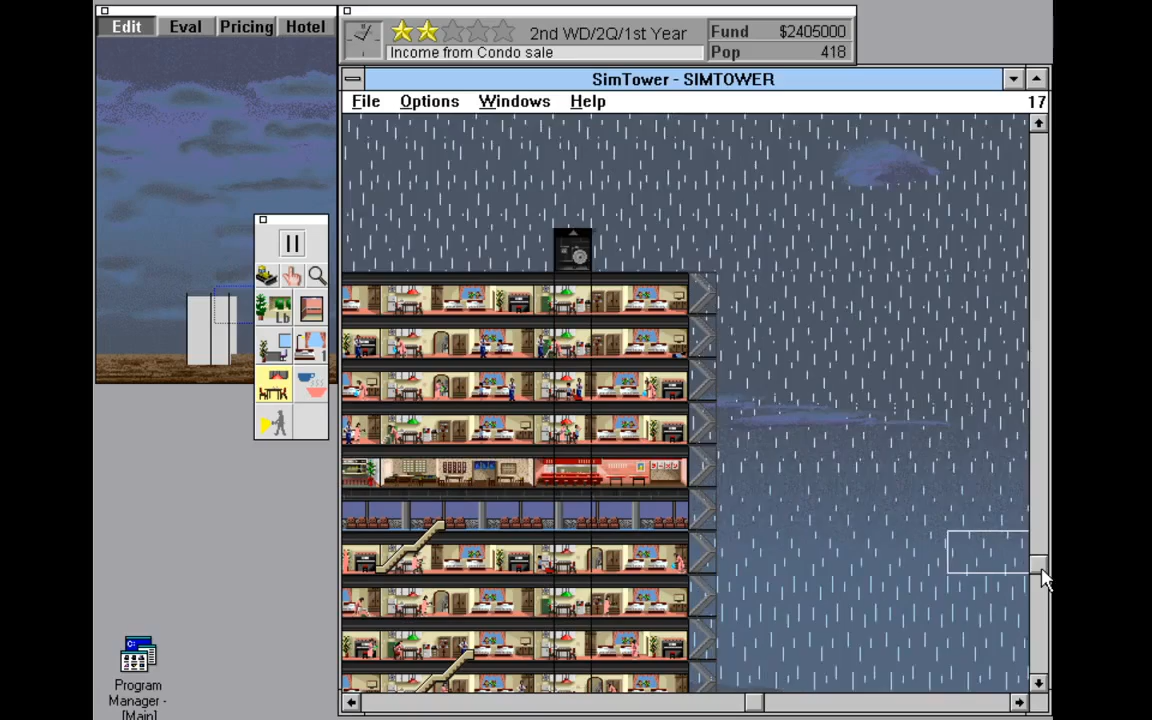 Edit Eval Pricing Hotel
2nd WD/2Q/1st Year
Income from Condo sale
Fund $2405000
Pop 418
SimTower - SIMTOWER
File Options Windows Help 17
Lb
1
Program
Manager -
[Main]